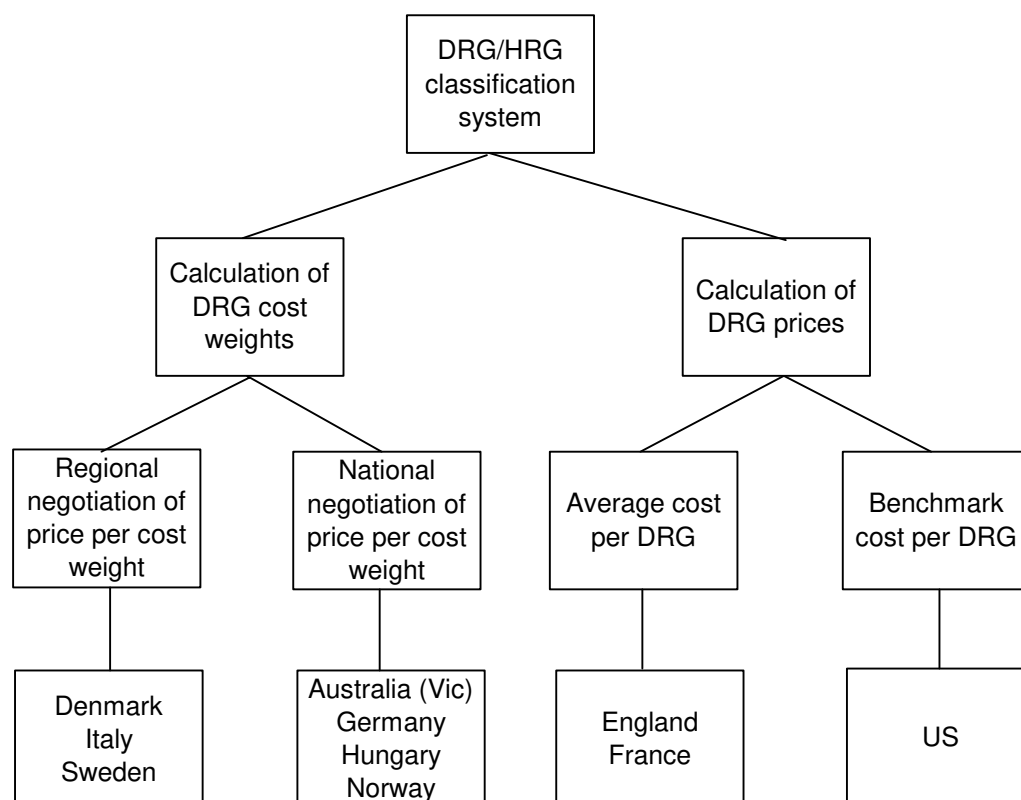 DRG/HRG
classification
system
Calculation of
DRG cost
weights
Calculation of
DRG prices
Regional
negotiation of
price per cost
weight
National
negotiation of
price per cost
weight
Average cost
per DRG
Benchmark
cost per DRG
Denmark
Italy
Sweden
Australia (Vic)
Germany
Hungary
Norway
England
France
US